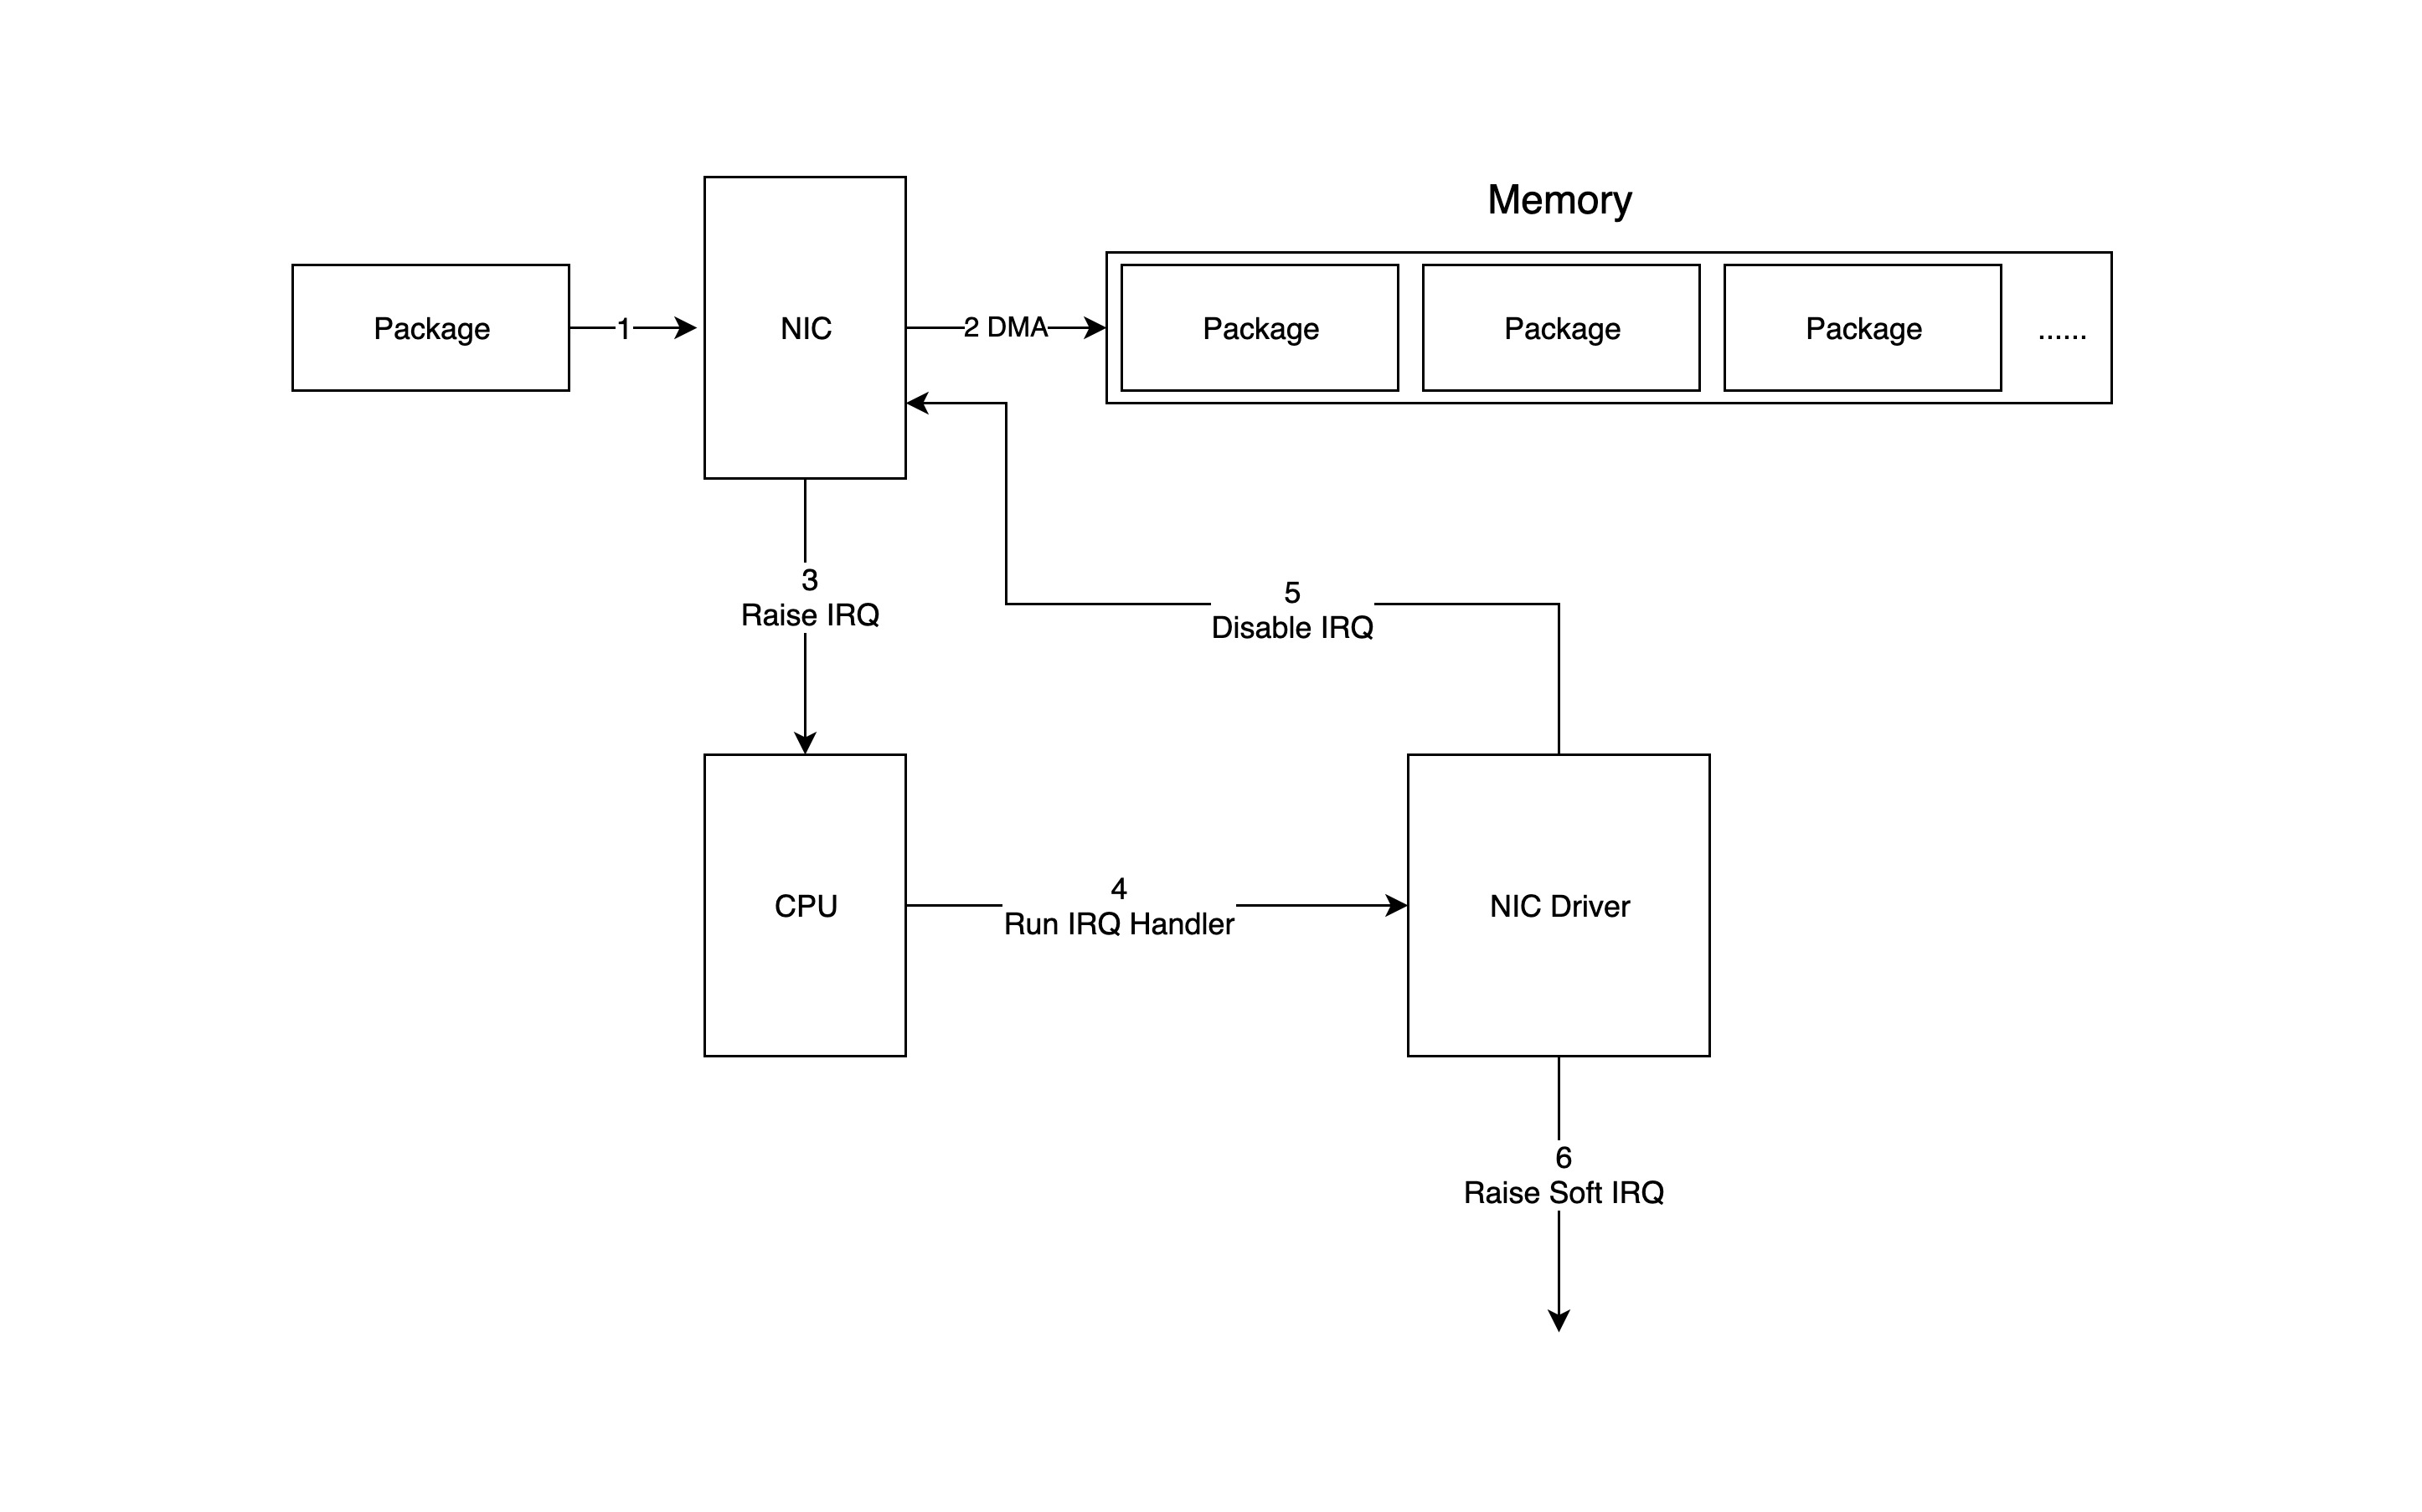 Memory
Package
1
NIC
2 DMA
Package
Package
Package
......
3
Raise IRQ
5
Disable IRQ
CPU
4
Run IRQ Handler
NIC Driver
6
Raise Soft IRQ